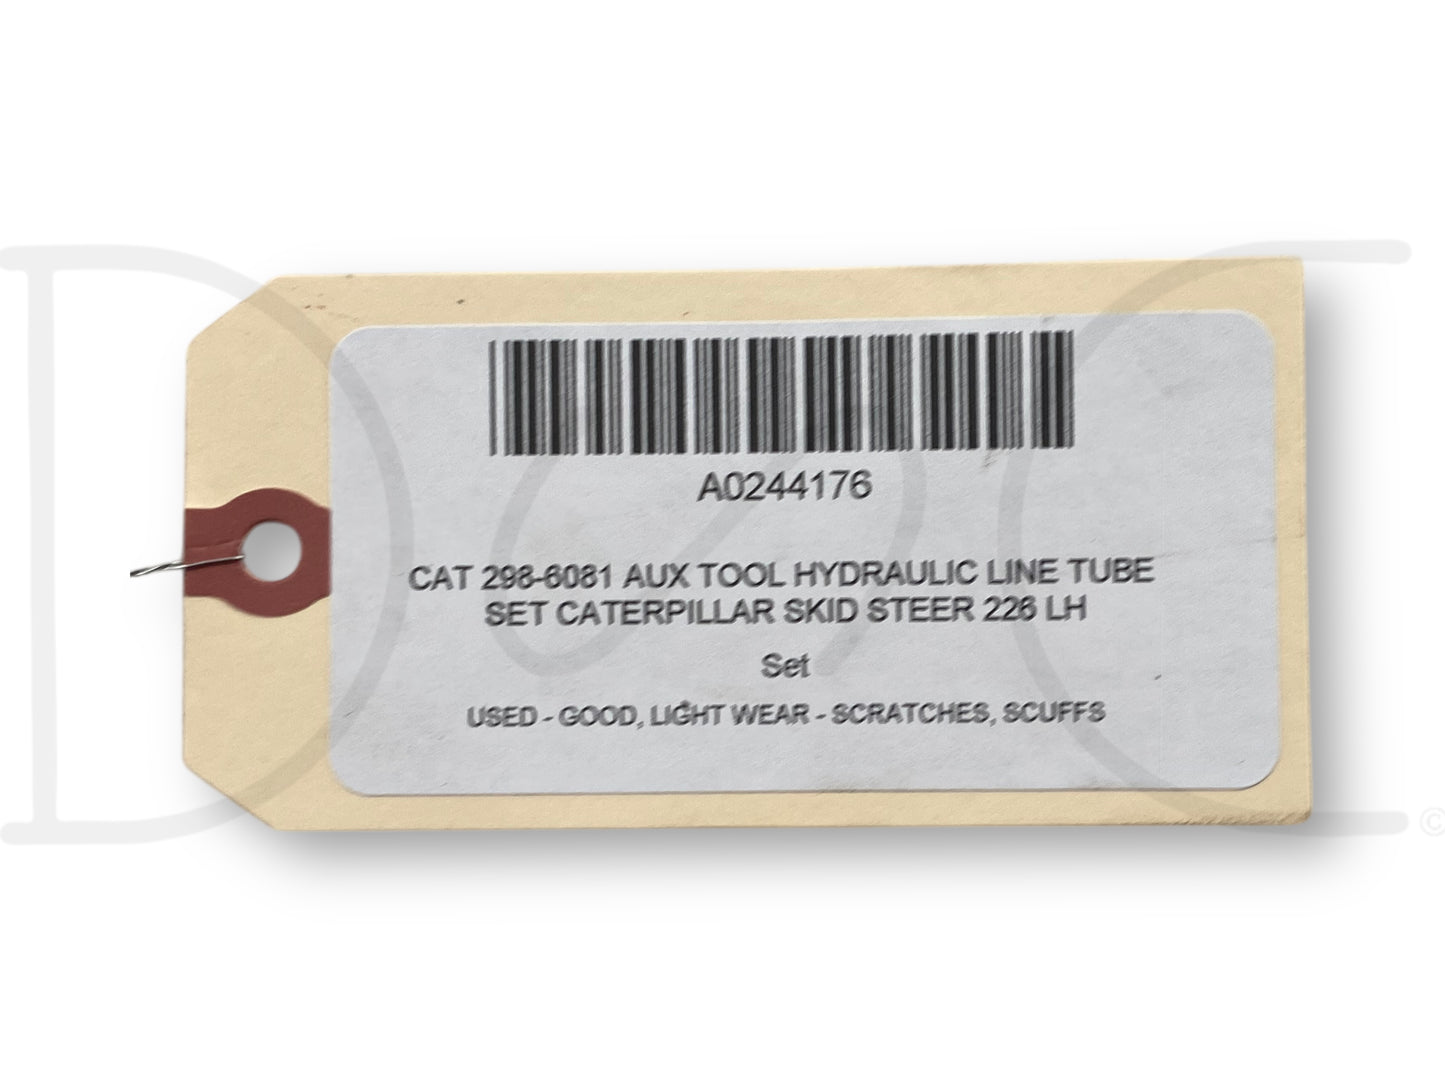 A0244176
CAT 298-6081 AUX TOOL HYDRAULIC LINE TUBE
SET CATERPILLAR SKID STEER 226 LH
Set
USED - GOOD, LIGHT WEAR - SCRATCHES, SCUFFS
D C ©